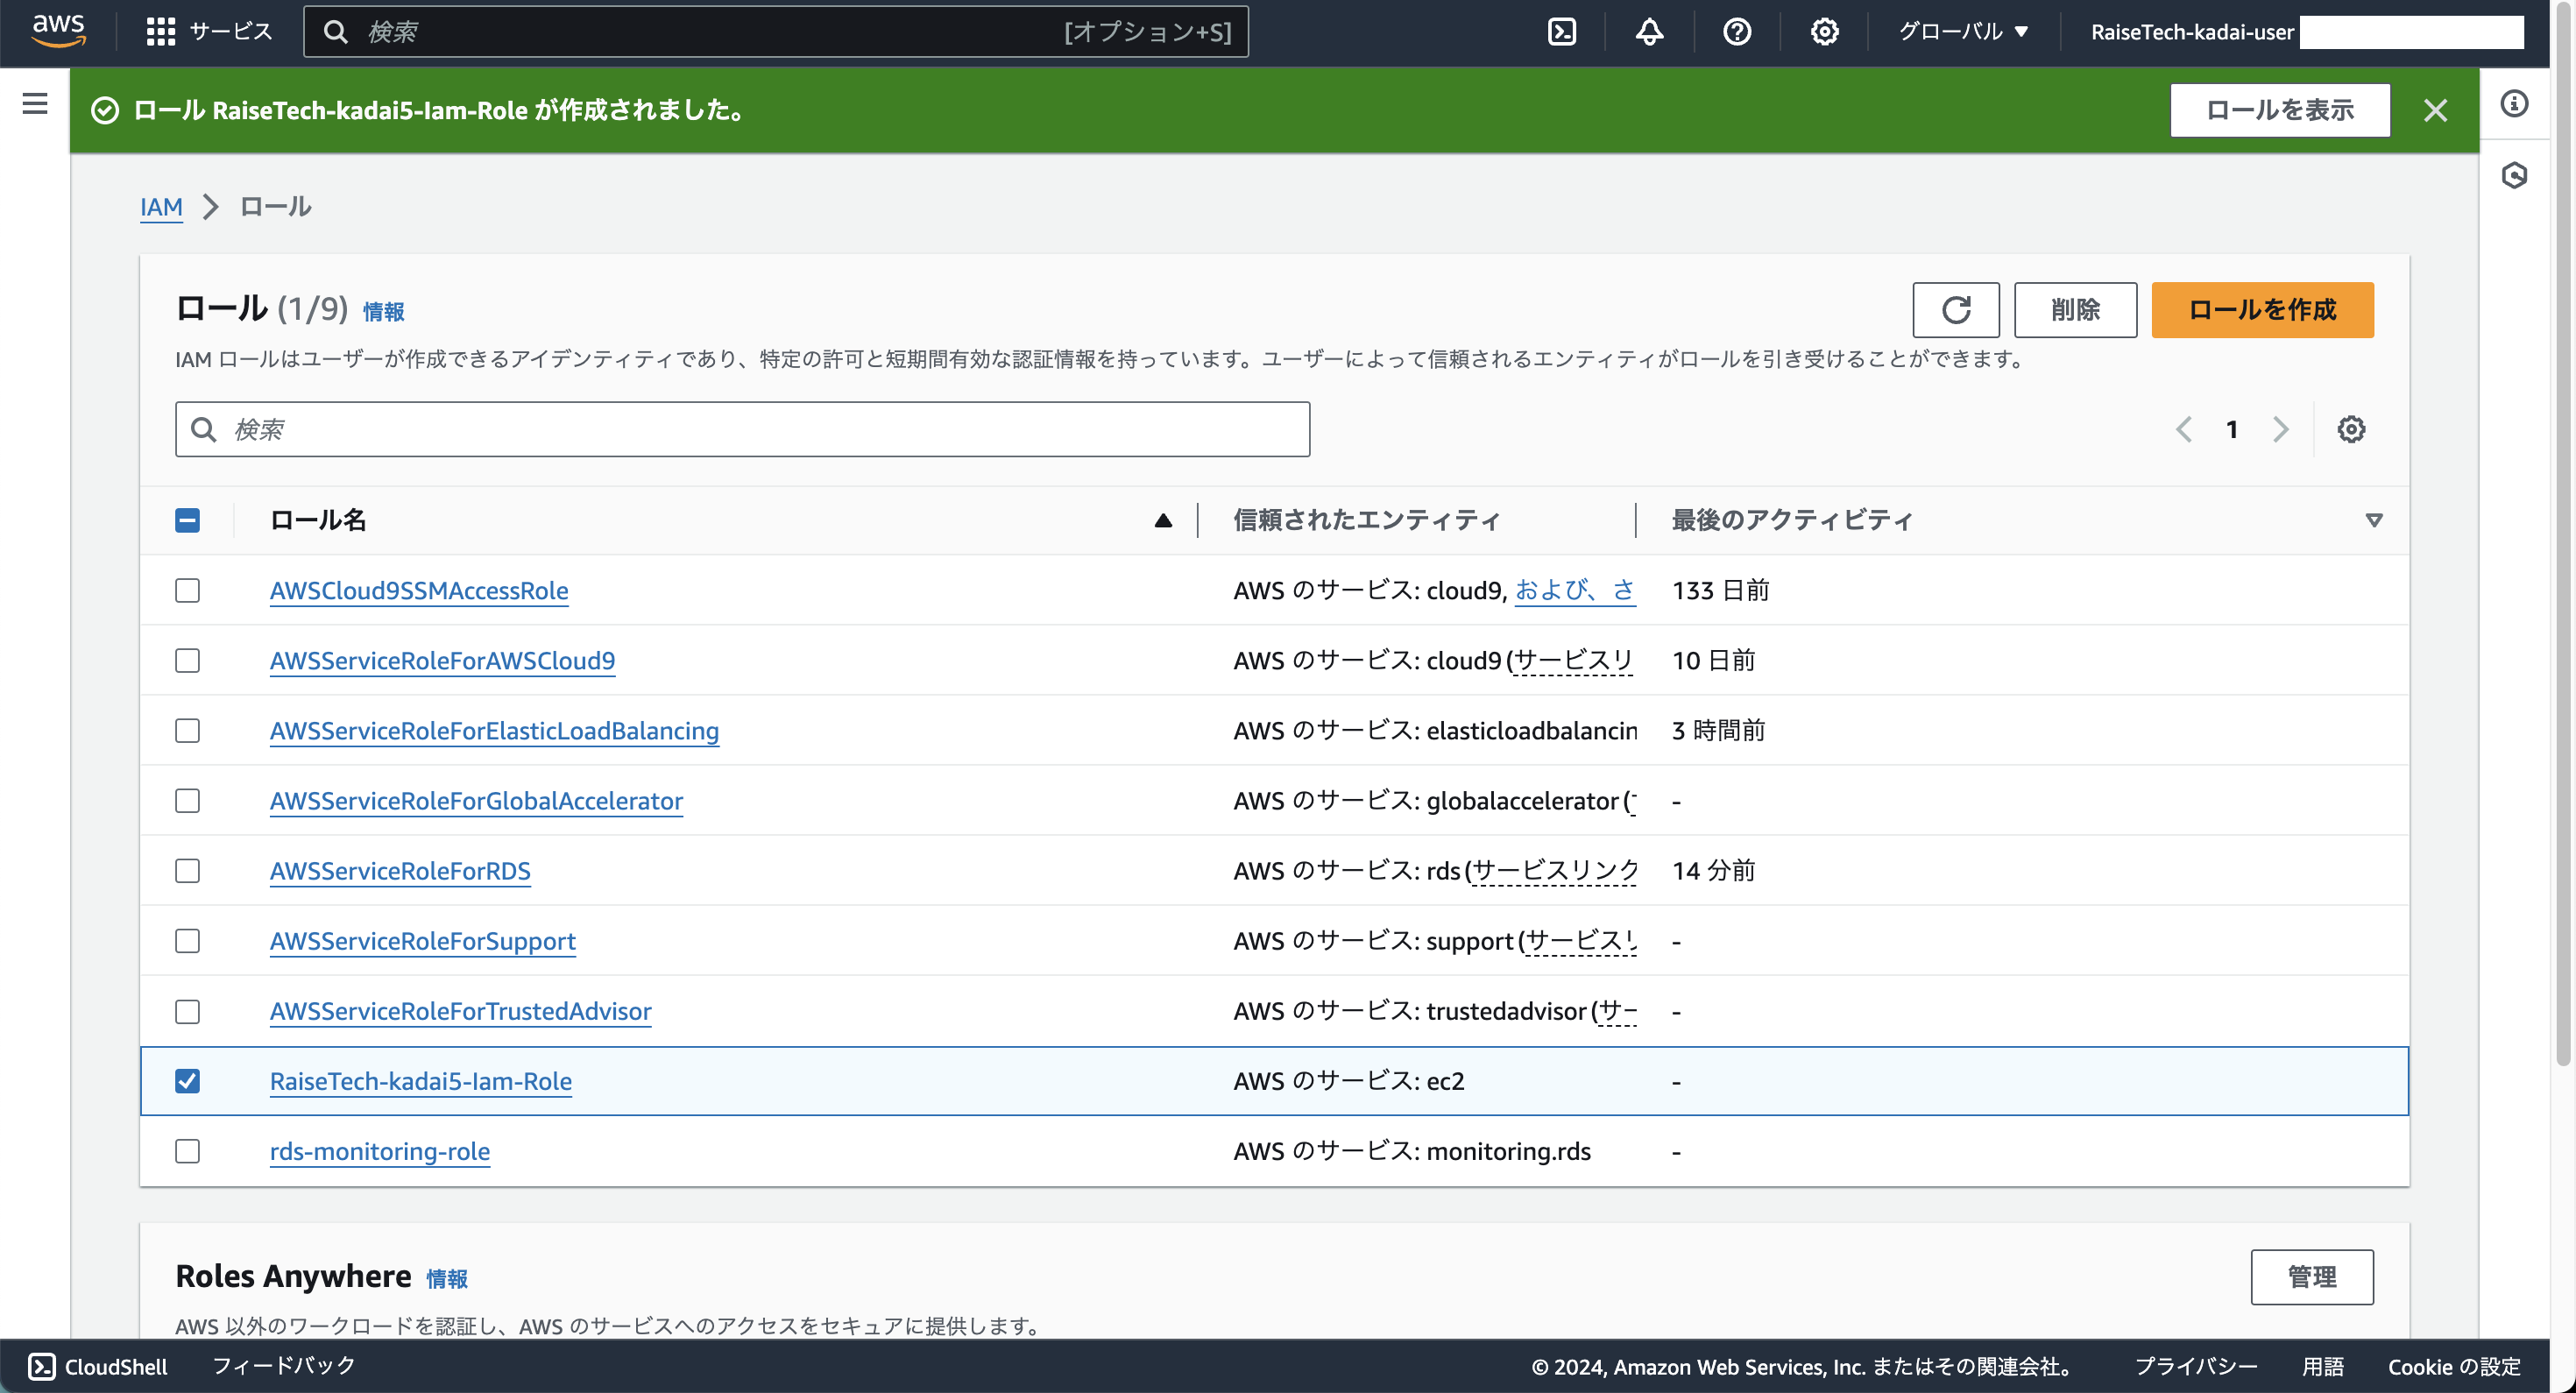 aws サービス 検索 [オプション+S] グローバル ▼ RaiseTech-kadai-user
ロール RaiseTech-kadai5-Iam-Role が作成されました。 ロールを表示
IAM > ロール
ロール (1/9) 情報 削除 ロールを作成
IAM ロールはユーザーが作成できるアイデンティティであり、特定の許可と短期間有効な認証情報を持っています。ユーザーによって信頼されるエンティティがロールを引き受けることができます。
検索 1
ロール名 信頼されたエンティティ 最後のアクティビティ
AWSCloud9SSMAccessRole AWS のサービス: cloud9, および、さ 133 日前
AWSServiceRoleForAWSCloud9 AWS のサービス: cloud9 (サービスリ 10 日前
AWSServiceRoleForElasticLoadBalancing AWS のサービス: elasticloadbalancin 3 時間前
AWSServiceRoleForGlobalAccelerator AWS のサービス: globalaccelerator ( -
AWSServiceRoleForRDS AWS のサービス: rds (サービスリンク 14 分前
AWSServiceRoleForSupport AWS のサービス: support (サービスリ -
AWSServiceRoleForTrustedAdvisor AWS のサービス: trustedadvisor (サー -
RaiseTech-kadai5-Iam-Role AWS のサービス: ec2 -
rds-monitoring-role AWS のサービス: monitoring.rds -
Roles Anywhere 情報 管理
AWS 以外のワークロードを認証し、AWS のサービスへのアクセスをセキュアに提供します。
CloudShell フィードバック © 2024, Amazon Web Services, Inc. またはその関連会社。 プライバシー 用語 Cookie の設定